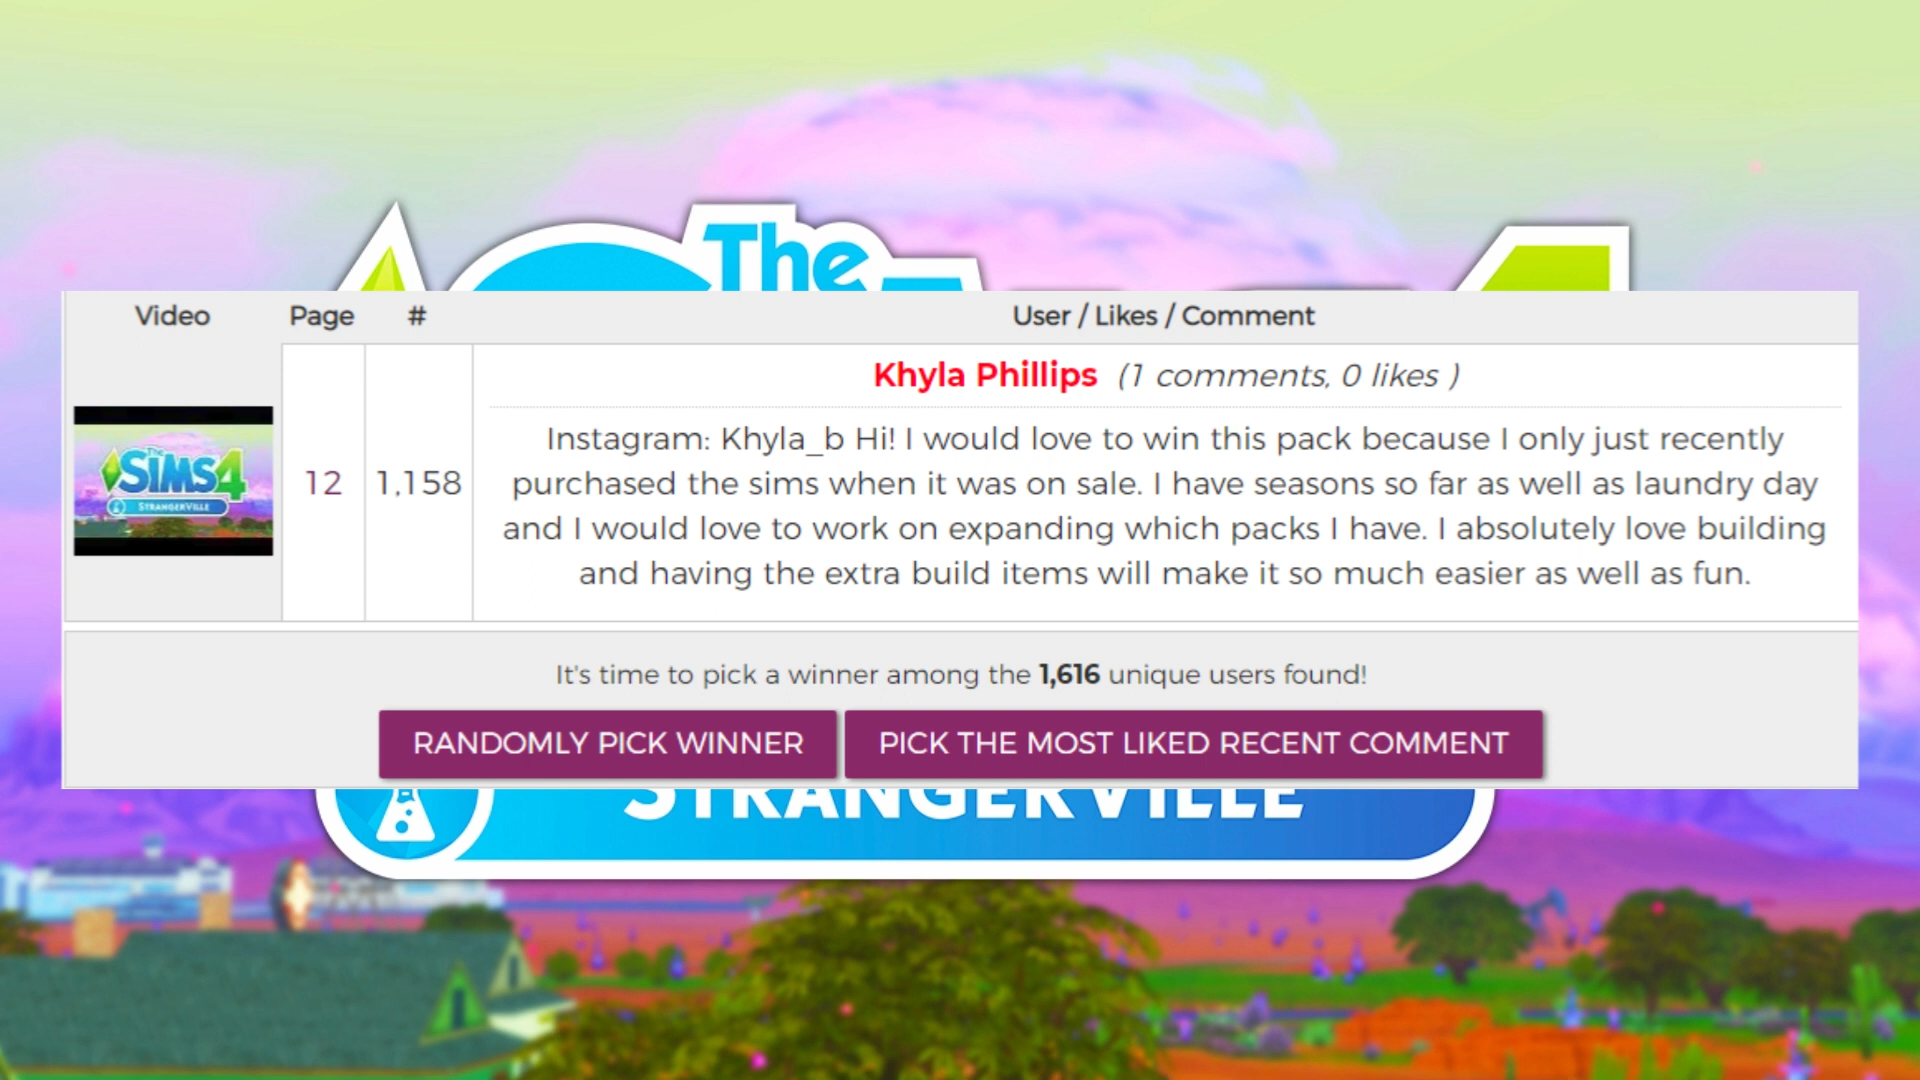 The
Video Page # User / Likes / Comment
Khyla Phillips (1 comments, 0 likes )
Instagram: Khyla_b Hi! I would love to win this pack because I only just recently
purchased the sims when it was on sale. I have seasons so far as well as laundry day
and I would love to work on expanding which packs I have. I absolutely love building
and having the extra build items will make it so much easier as well as fun.
12 1,158
The
SIMS 4
STRANGERVILLE
It's time to pick a winner among the 1,616 unique users found!
RANDOMLY PICK WINNER PICK THE MOST LIKED RECENT COMMENT
STRANGERVILLE